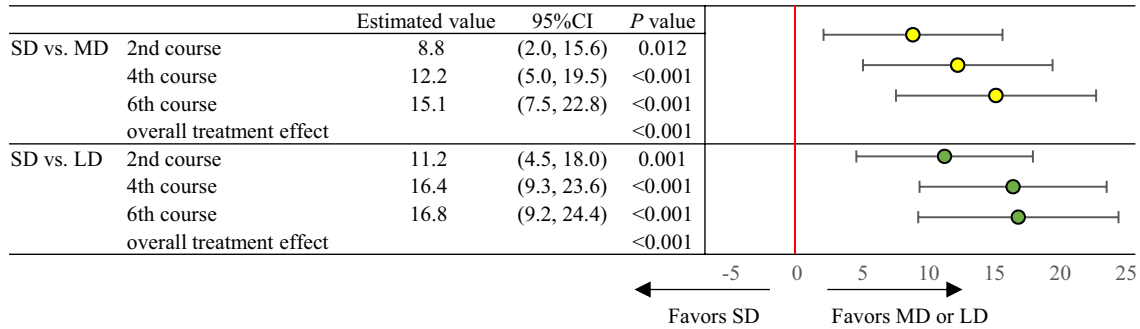 Estimated value 95%CI P value
SD vs. MD 2nd course 8.8 (2.0, 15.6) 0.012
4th course 12.2 (5.0, 19.5) <0.001
6th course 15.1 (7.5, 22.8) <0.001
overall treatment effect <0.001
SD vs. LD 2nd course 11.2 (4.5, 18.0) 0.001
4th course 16.4 (9.3, 23.6) <0.001
6th course 16.8 (9.2, 24.4) <0.001
overall treatment effect <0.001
-5 0 5 10 15 20 25
Favors SD Favors MD or LD